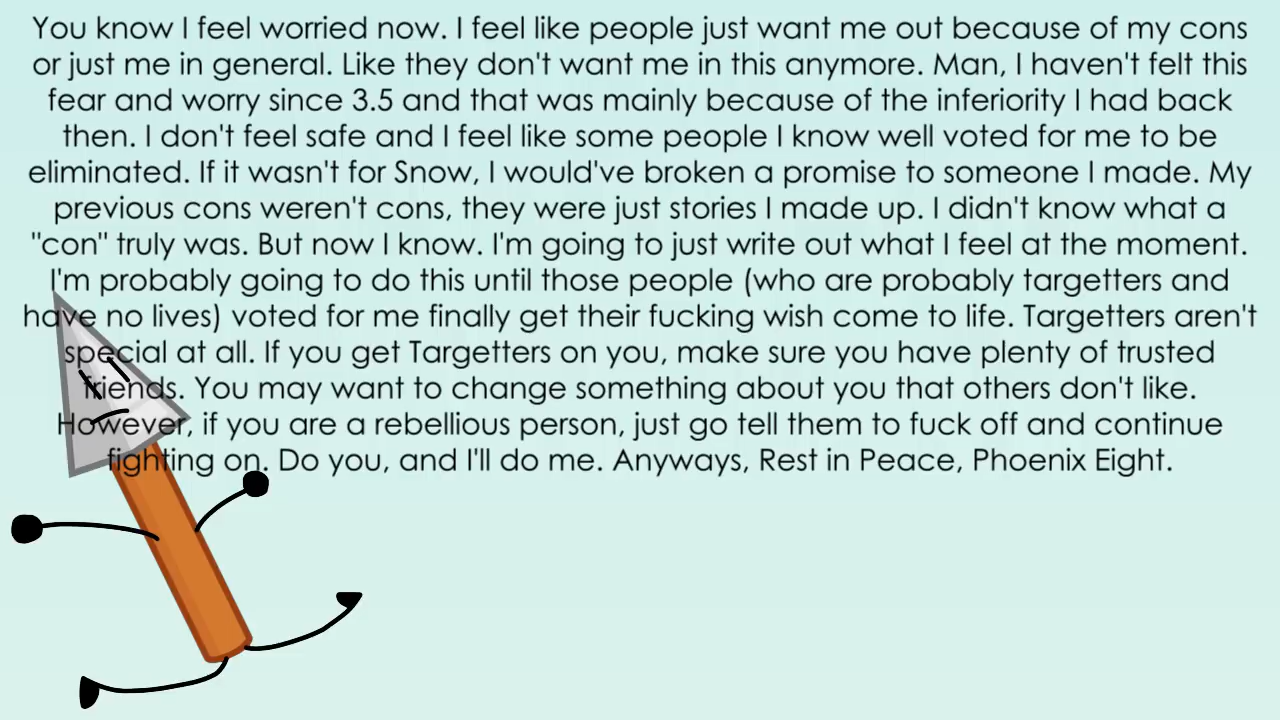 You know I feel worried now. I feel like people just want me out because of my cons
or just me in general. Like they don't want me in this anymore. Man, I haven't felt this
fear and worry since 3.5 and that was mainly because of the inferiority I had back
then. I don't feel safe and I feel like some people I know well voted for me to be
eliminated. If it wasn't for Snow, I would've broken a promise to someone I made. My
previous cons weren't cons, they were just stories I made up. I didn't know what a
"con" truly was. But now I know. I'm going to just write out what I feel at the moment.
I'm probably going to do this until those people (who are probably targetters and
have no lives) voted for me finally get their fucking wish come to life. Targetters aren't
special at all. If you get Targetters on you, make sure you have plenty of trusted
friends. You may want to change something about you that others don't like.
However, if you are a rebellious person, just go tell them to fuck off and continue
fighting on. Do you, and I'll do me. Anyways, Rest in Peace, Phoenix Eight.